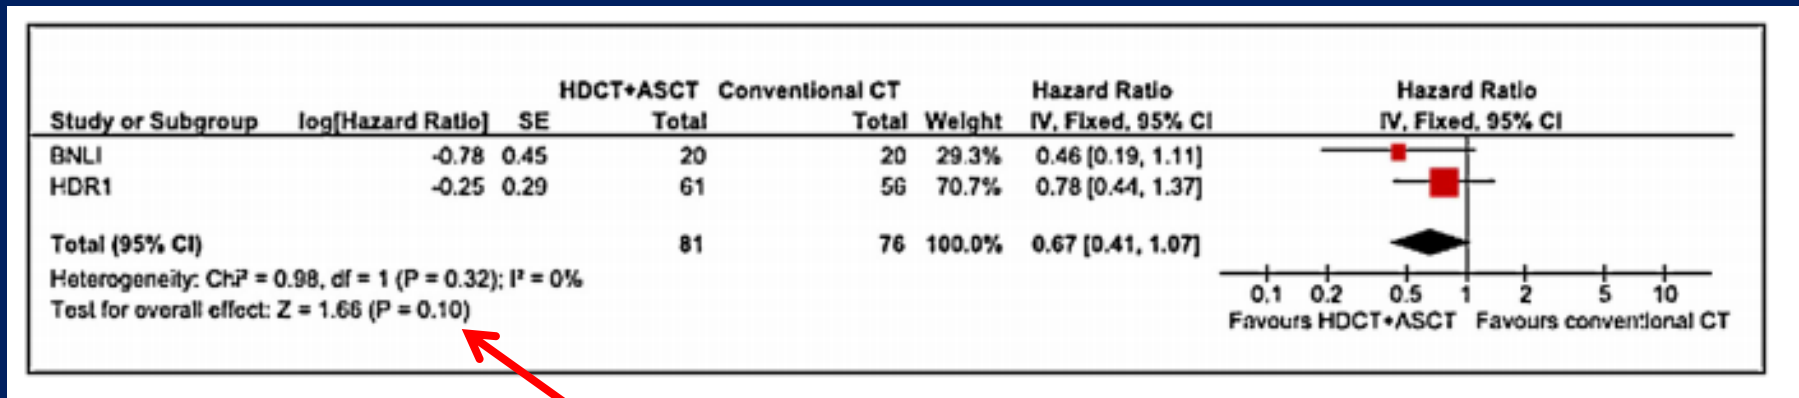 HDCT+ASCT Conventional CT Hazard Ratio Hazard Ratio
Study or Subgroup log[Hazard Ratio] SE Total Total Weight IV, Fixed, 95% CI IV, Fixed, 95% CI
BNLI -0.78 0.45 20 20 29.3% 0.46 [0.19, 1.11]
HDR1 -0.25 0.29 61 56 70.7% 0.78 [0.44, 1.37]
Total (95% CI) 81 76 100.0% 0.67 [0.41, 1.07]
Heterogeneity: Chi² = 0.98, df = 1 (P = 0.32); I² = 0%
Test for overall effect: Z = 1.66 (P = 0.10)
0.1 0.2 0.5 1 2 5 10
Favours HDCT+ASCT Favours conventional CT